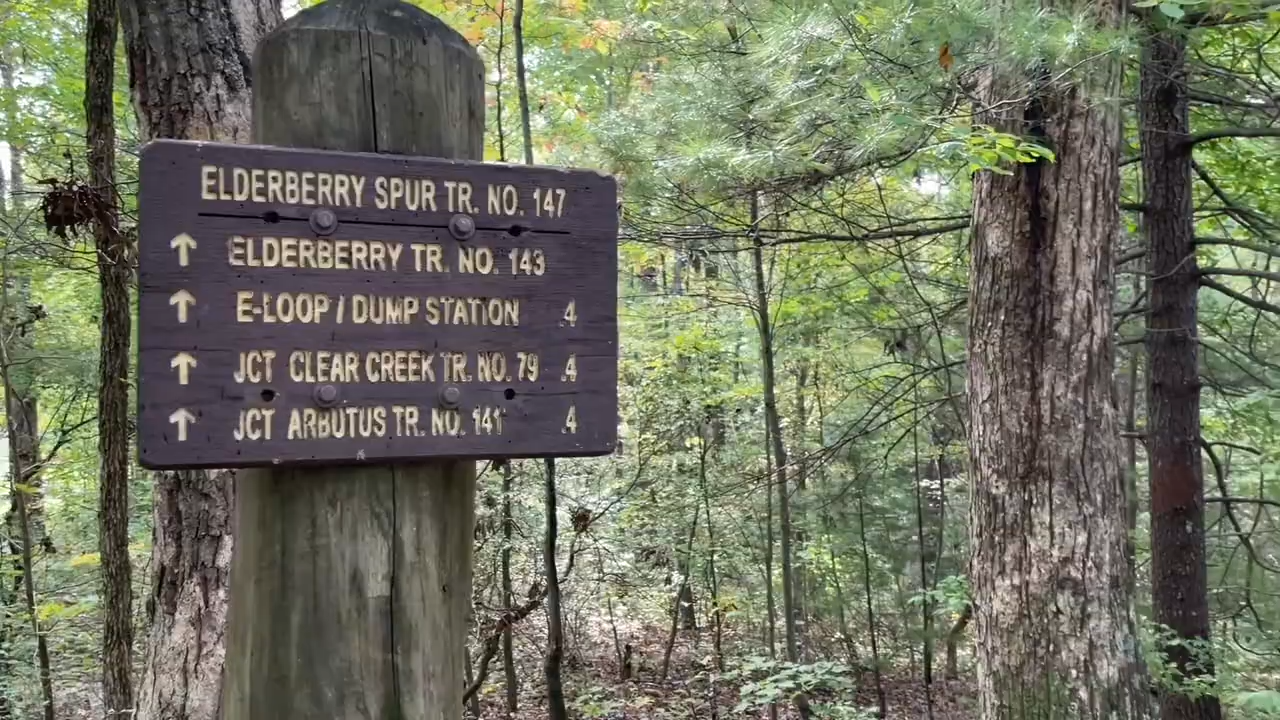 ELDERBERRY SPUR TR. NO. 147
↑ ELDERBERRY TR. NO. 143
↑ E-LOOP / DUMP STATION .4
↑ JCT CLEAR CREEK TR. NO. 79 .4
↑ JCT ARBUTUS TR. NO. 141 .4